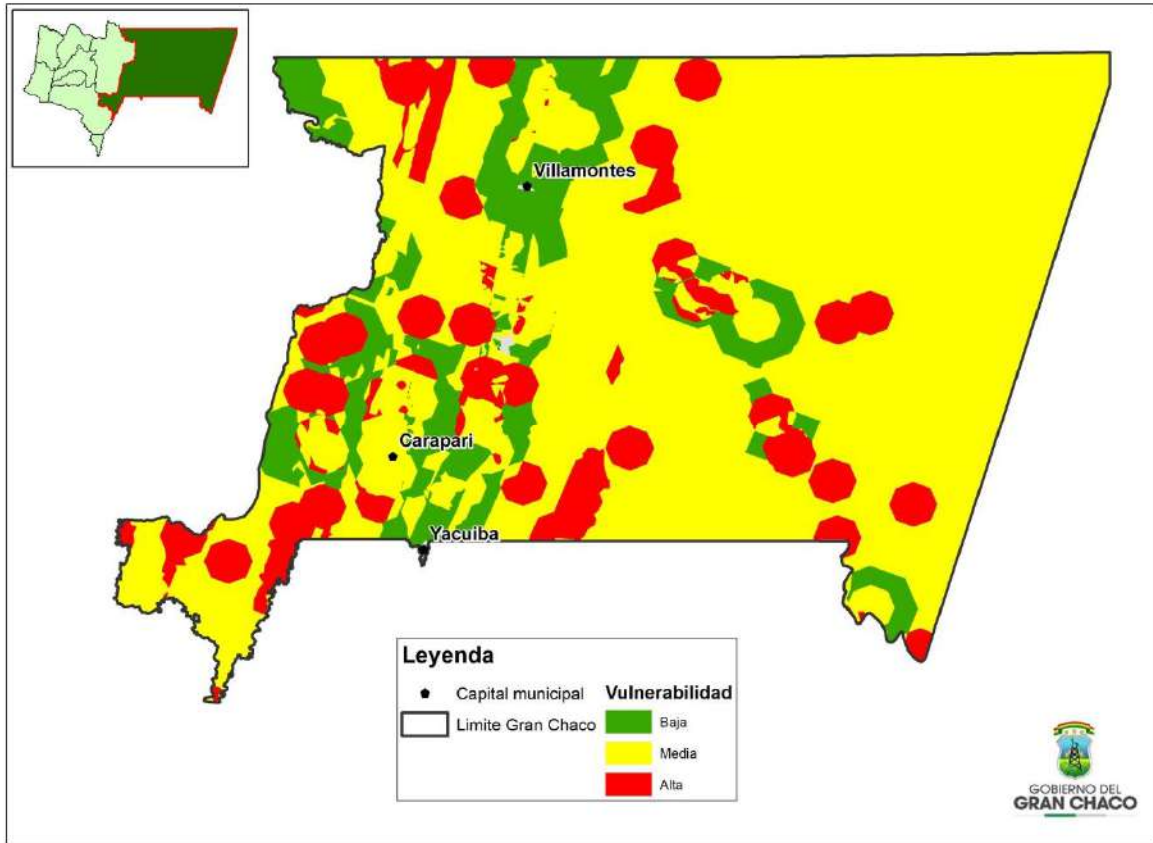 Villamontes
Carapari
Yacuiba
Leyenda
Capital municipal
Limite Gran Chaco
Vulnerabilidad
Baja
Media
Alta
GOBIERNO DEL
GRAN CHACO